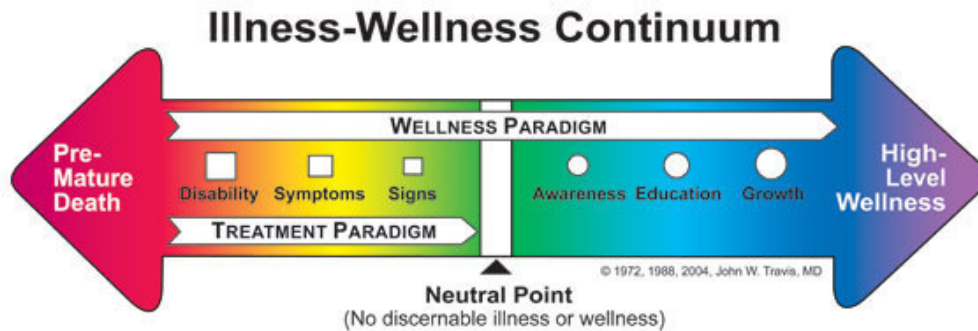 Illness-Wellness Continuum
WELLNESS PARADIGM
Pre-
Mature
Death
Disability Symptoms Signs
Awareness Education Growth
High-
Level
Wellness
TREATMENT PARADIGM
© 1972, 1988, 2004, John W. Travis, MD
Neutral Point
(No discernable illness or wellness)